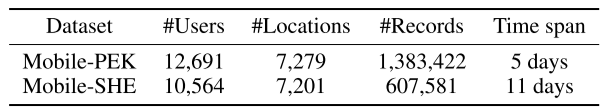 Dataset #Users #Locations #Records Time span
Mobile-PEK 12,691 7,279 1,383,422 5 days
Mobile-SHE 10,564 7,201 607,581 11 days